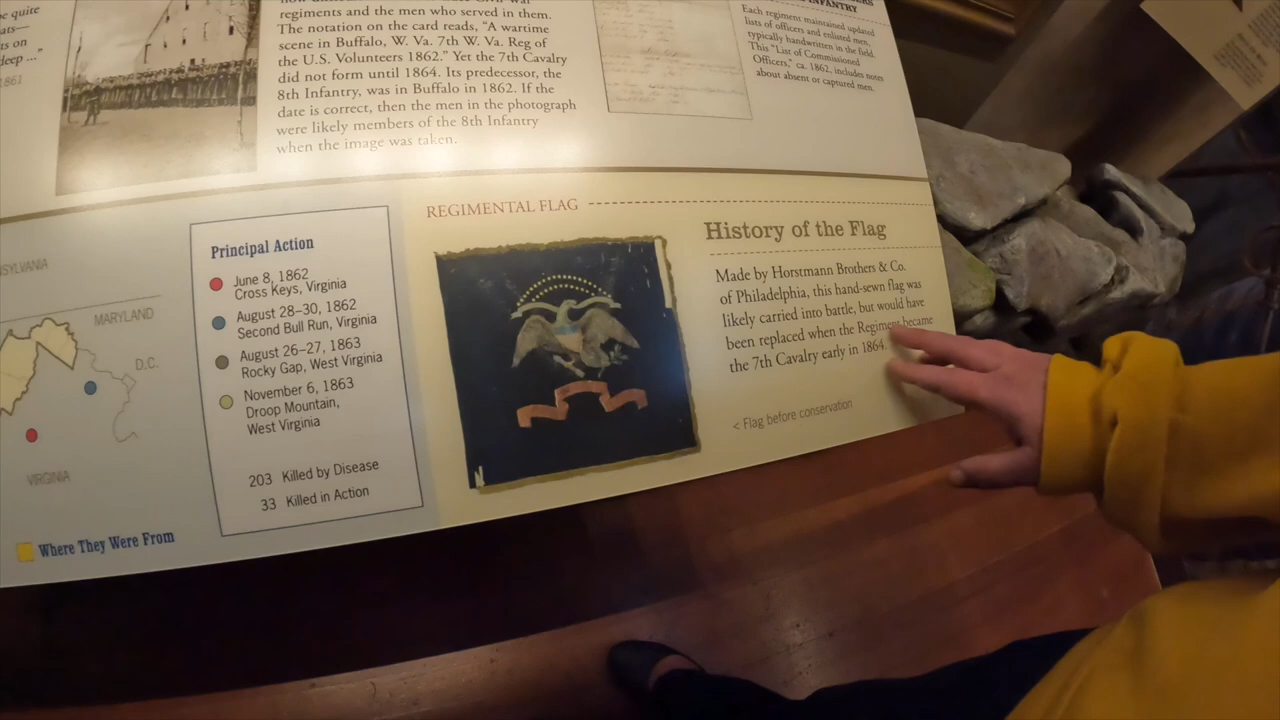 quite
ats—
ts on
deep ..."
1861
regiments and the men who served in them.
The notation on the card reads, "A wartime
scene in Buffalo, W. Va. 7th W. Va. Reg of
the U.S. Volunteers 1862." Yet the 7th Cavalry
did not form until 1864. Its predecessor, the
8th Infantry, was in Buffalo in 1862. If the
date is correct, then the men in the photograph
were likely members of the 8th Infantry
when the image was taken.
INFANTRY
Each regiment maintained updated
lists of officers and enlisted men,
typically handwritten in the field.
This "List of Commissioned
Officers," ca. 1862, includes notes
about absent or captured men.
SYLVANIA
MARYLAND
D.C.
VIRGINIA
Where They Were From
Principal Action
June 8, 1862
Cross Keys, Virginia
August 28–30, 1862
Second Bull Run, Virginia
August 26–27, 1863
Rocky Gap, West Virginia
November 6, 1863
Droop Mountain,
West Virginia
203 Killed by Disease
33 Killed in Action
REGIMENTAL FLAG
History of the Flag
Made by Horstmann Brothers & Co.
of Philadelphia, this hand-sewn flag was
likely carried into battle, but would have
been replaced when the Regiment became
the 7th Cavalry early in 1864.
< Flag before conservation